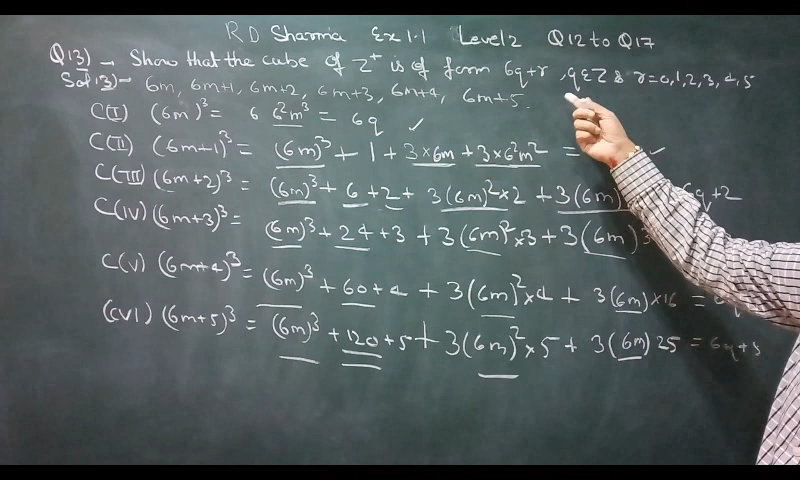 RD Sharma Ex 1.1 Level 2 Q12 to Q17
Q13) - Show that the cube of Z⁺ is of form 6q+r, q∈Z & r=0,1,2,3,4,5
Sol.13)- 6m, 6m+1, 6m+2, 6m+3, 6m+4, 6m+5.
C(I) (6m)³ = 6 6²m³ = 6q ✓
C(II) (6m+1)³ = (6m)³ + 1 + 3×6m + 3×6²m² = ✓
C(III) (6m+2)³ = (6m)³ + 6 + 2 + 3(6m)²×2 + 3(6m) 6q+2
C(IV) (6m+3)³ = (6m)³ + 24 + 3 + 3(6m)²×3 + 3(6m)
C(V) (6m+4)³ = (6m)³ + 60 + 4 + 3(6m)²×4 + 3(6m)×16 =
C(VI) (6m+5)³ = (6m)³ + 120 + 5 + 3(6m)²×5 + 3(6m) 25 = 6q+5